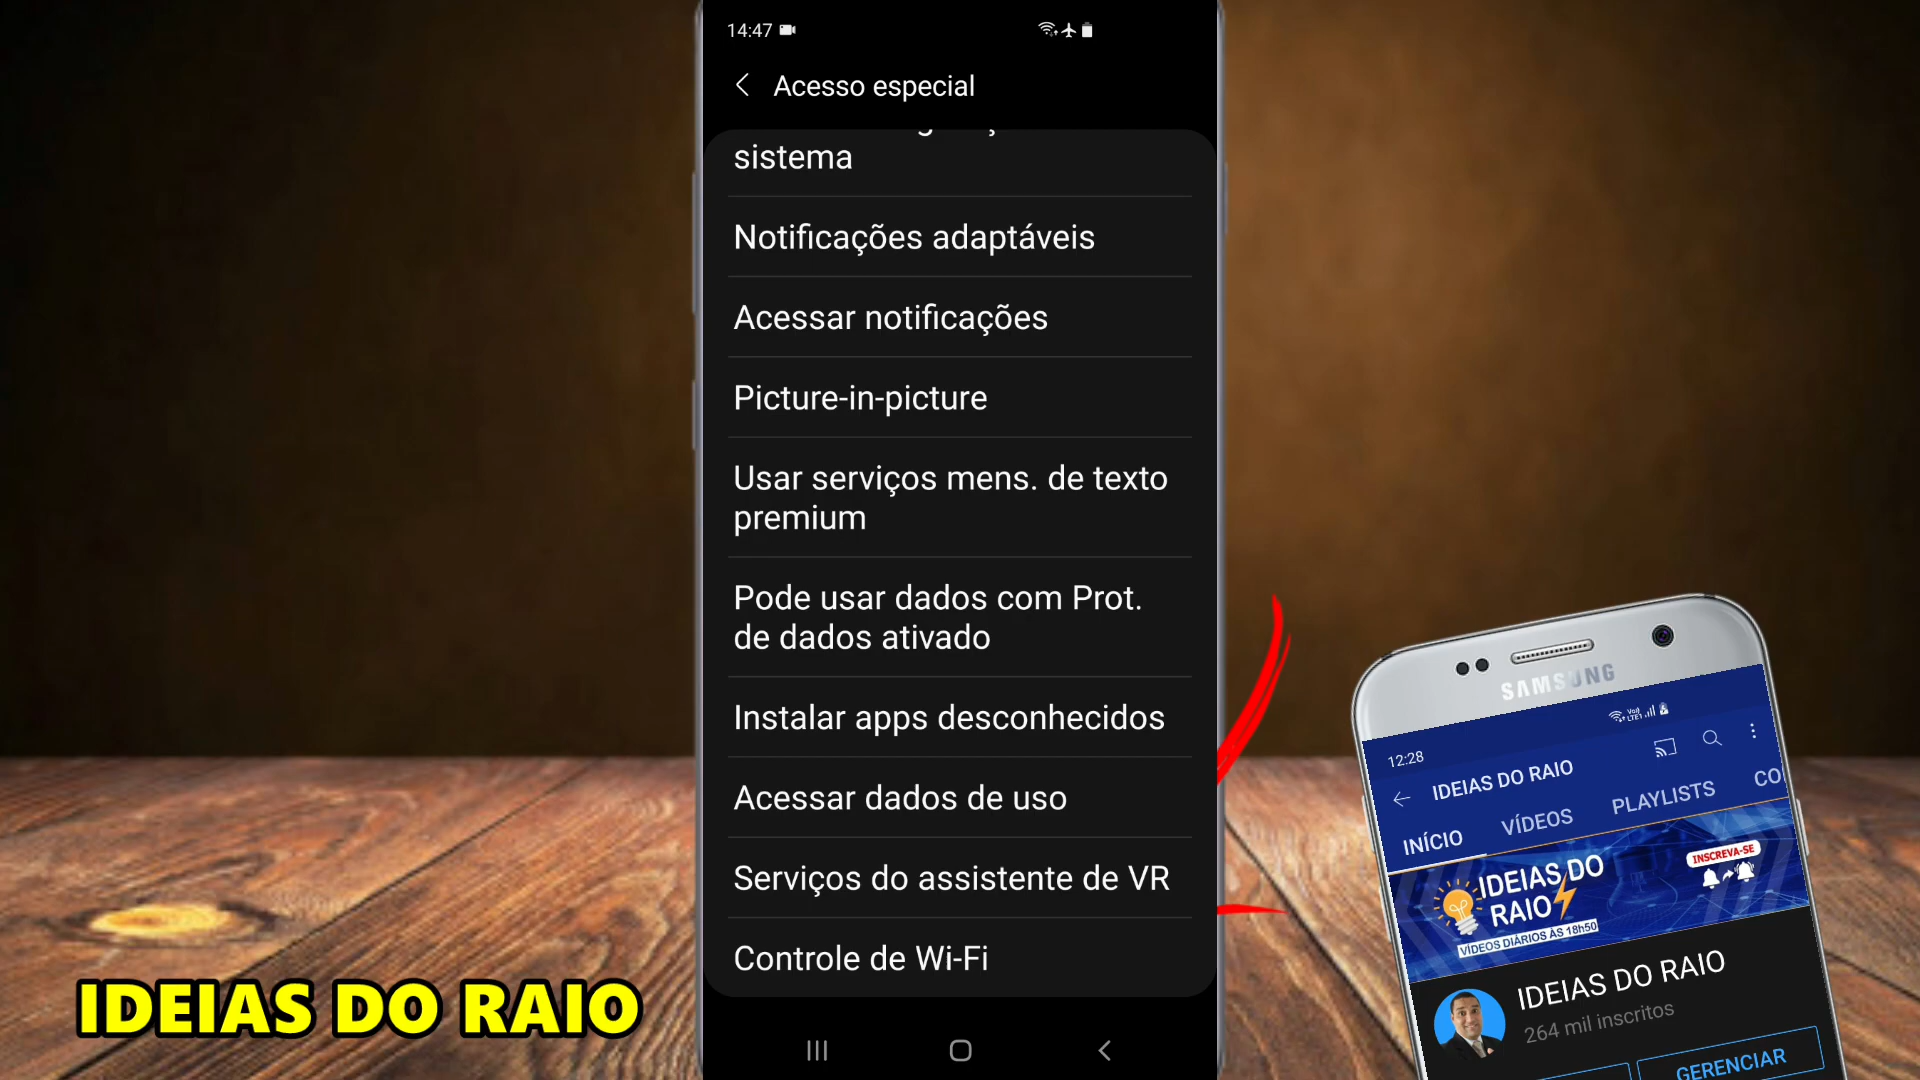 14:47
Acesso especial
sistema
Notificações adaptáveis
Acessar notificações
Picture-in-picture
Usar serviços mens. de texto
premium
Pode usar dados com Prot.
de dados ativado
Instalar apps desconhecidos
Acessar dados de uso
Serviços do assistente de VR
Controle de Wi-Fi
IDEIAS DO RAIO
SAMSUNG
12:28
IDEIAS DO RAIO
INÍCIO
VÍDEOS
PLAYLISTS
CO
IDEIAS DO
RAIO
INSCREVA-SE
VÍDEOS DIÁRIOS ÀS 18h50
IDEIAS DO RAIO
264 mil inscritos
GERENCIAR